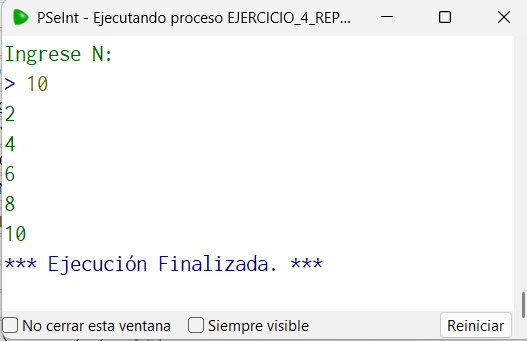 PSeInt - Ejecutando proceso EJERCICIO_4_REP...
Ingrese N:
> 10
2
4
6
8
10
*** Ejecución Finalizada. ***
No cerrar esta ventana
Siempre visible
Reiniciar